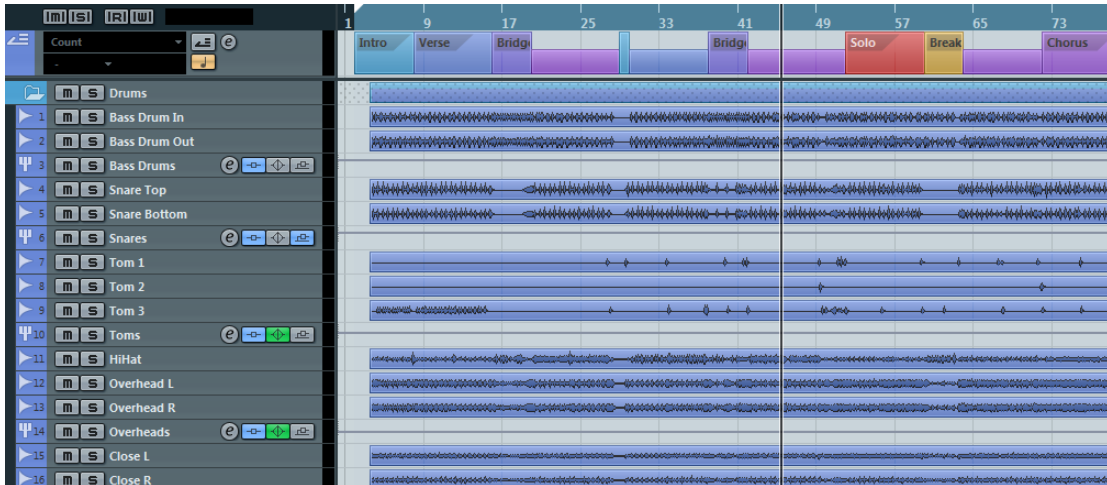 m s R W
1 9 17 25 33 41 49 57 65 73
Count
e
Intro Verse Bridge Bridge Solo Break Chorus
-
m s Drums
1 m s Bass Drum In
2 m s Bass Drum Out
3 m s Bass Drums e
4 m s Snare Top
5 m s Snare Bottom
6 m s Snares e
7 m s Tom 1
8 m s Tom 2
9 m s Tom 3
10 m s Toms e
11 m s HiHat
12 m s Overhead L
13 m s Overhead R
14 m s Overheads e
15 m s Close L
16 m s Close R